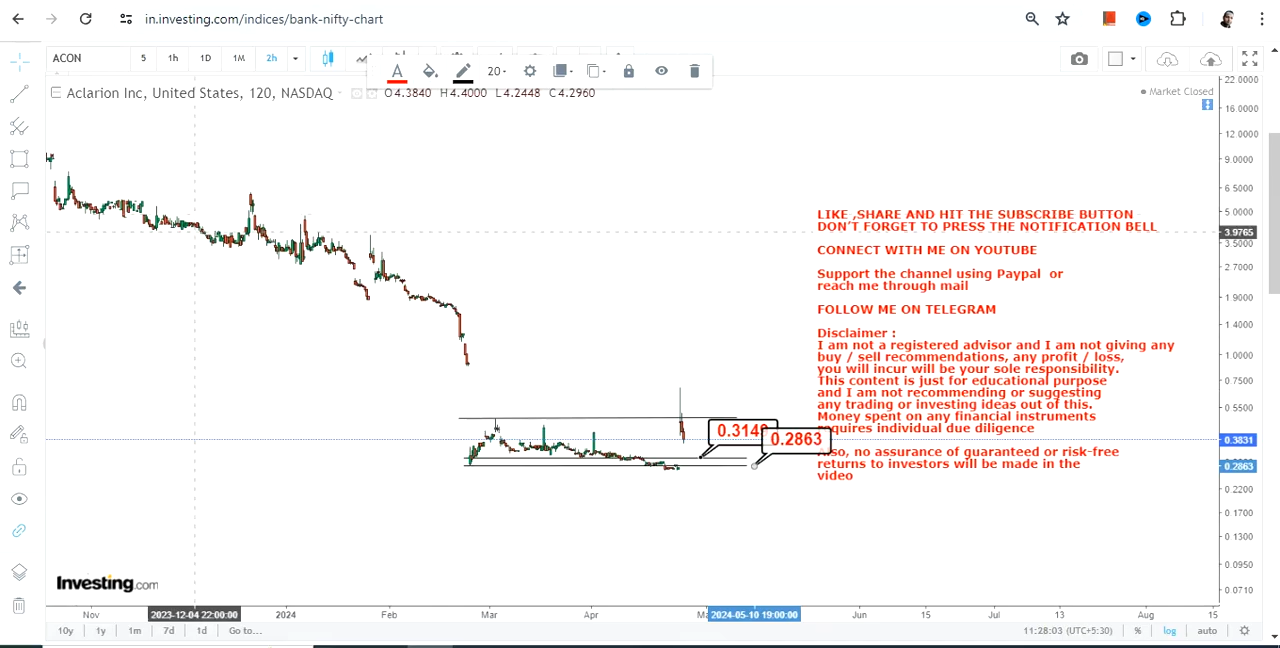 in.investing.com/indices/bank-nifty-chart
ACON
5
1h
1D
1M
2h
20
Aclarion Inc, United States, 120, NASDAQ
O4.3840 H4.4000 L4.2448 C4.2960
Market Closed
22.0000
16.0000
12.0000
9.0000
6.5000
5.0000
3.9765
3.5000
2.7000
1.9000
1.4000
1.0000
0.7500
0.5500
0.3831
0.2863
0.2200
0.1700
0.1300
0.0950
0.0710
LIKE ,SHARE AND HIT THE SUBSCRIBE BUTTON
DON'T FORGET TO PRESS THE NOTIFICATION BELL
CONNECT WITH ME ON YOUTUBE
Support the channel using Paypal or
reach me through mail
FOLLOW ME ON TELEGRAM
Disclaimer :
I am not a registered advisor and I am not giving any
buy / sell recommendations, any profit / loss,
you will incur will be your sole responsibility.
This content is just for educational purpose
and I am not recommending or suggesting
any trading or investing ideas out of this.
Money spent on any financial instruments
requires individual due diligence
Also, no assurance of guaranteed or risk-free
returns to investors will be made in the
video
0.2863
Investing.com
Nov
2023-12-04 22:00:00
2024
Feb
Mar
Apr
2024-05-10 19:00:00
Jun
15
Jul
13
Aug
15
10y
1y
1m
7d
1d
Go to...
11:28:03 (UTC+5:30)
%
log
auto